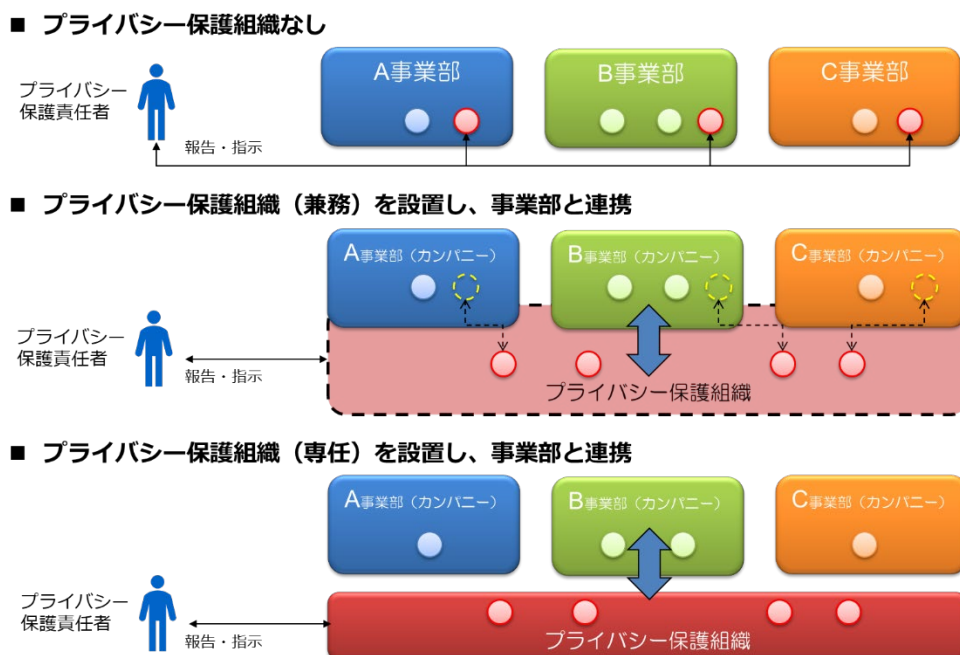 ■ プライバシー保護組織なし
A事業部
B事業部
C事業部
プライバシー
保護責任者
報告・指示
■ プライバシー保護組織（兼務）を設置し、事業部と連携
A事業部（カンパニー）
B事業部（カンパニー）
C事業部（カンパニー）
プライバシー
保護責任者
報告・指示
プライバシー保護組織
■ プライバシー保護組織（専任）を設置し、事業部と連携
A事業部（カンパニー）
B事業部（カンパニー）
C事業部（カンパニー）
プライバシー
保護責任者
報告・指示
プライバシー保護組織